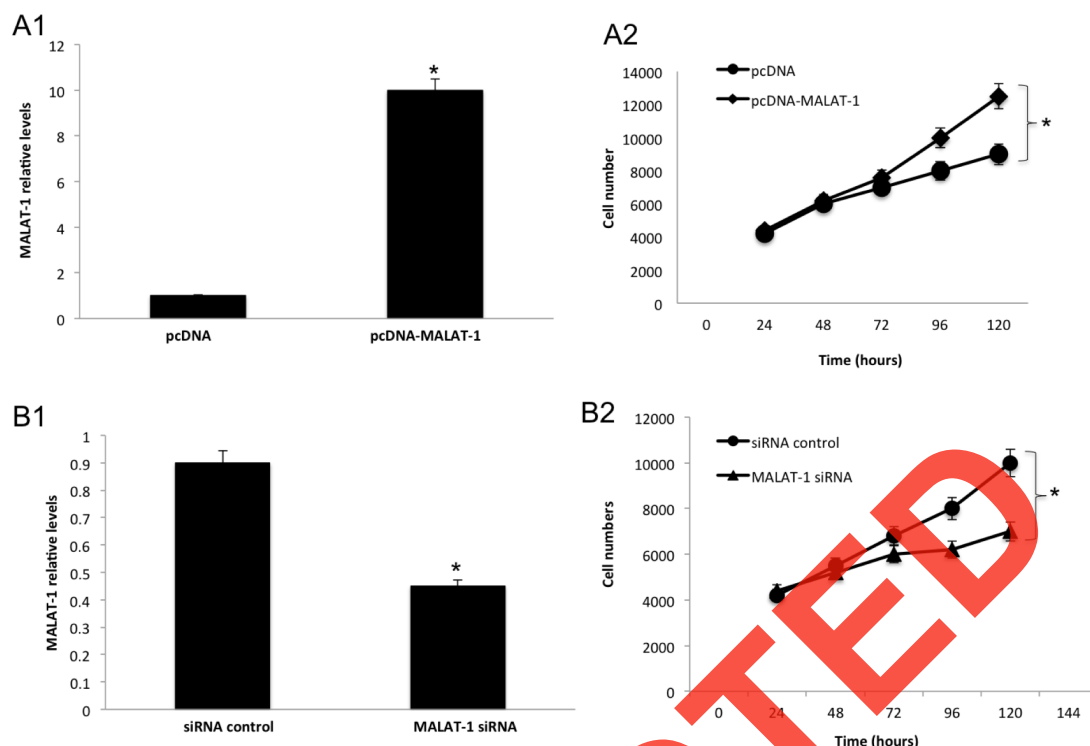 A1
12
10
8
6
4
2
0
MALAT-1 relative levels
*
pcDNA
pcDNA-MALAT-1
A2
14000
12000
10000
8000
6000
4000
2000
0
Cell number
pcDNA
pcDNA-MALAT-1
*
0 24 48 72 96 120
Time (hours)
B1
1
0.9
0.8
0.7
0.6
0.5
0.4
0.3
0.2
0.1
0
MALAT-1 relative levels
*
siRNA control
MALAT-1 siRNA
B2
12000
10000
8000
6000
4000
2000
0
Cell numbers
siRNA control
MALAT-1 siRNA
*
0 24 48 72 96 120 144
Time (hours)
TED